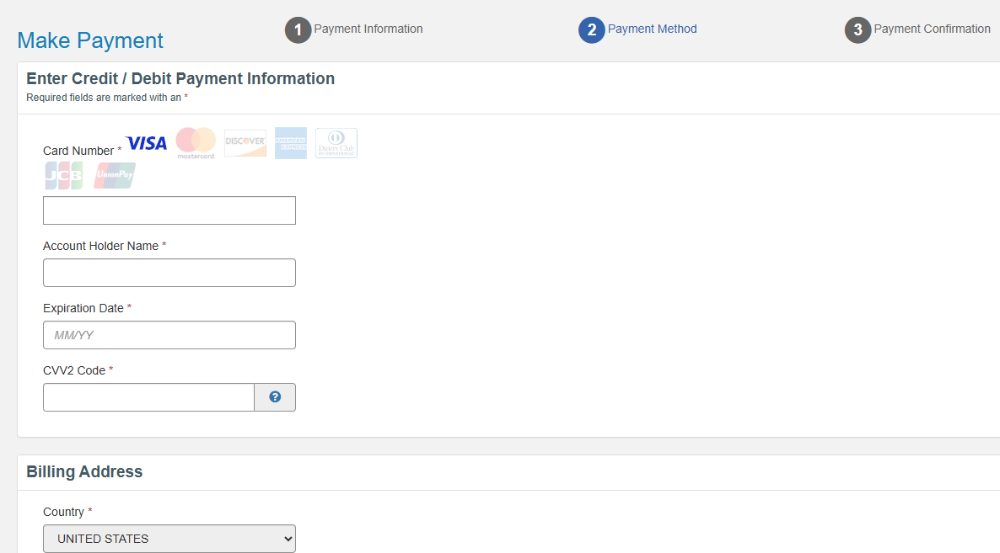 Make Payment
1 Payment Information
2 Payment Method
3 Payment Confirmation
Enter Credit / Debit Payment Information
Required fields are marked with an *
Card Number * VISA mastercard DISCOVER AMERICAN EXPRESS Diners Club INTERNATIONAL
JCB UnionPay
Account Holder Name *
Expiration Date *
MM/YY
CVV2 Code *
?
Billing Address
Country *
UNITED STATES